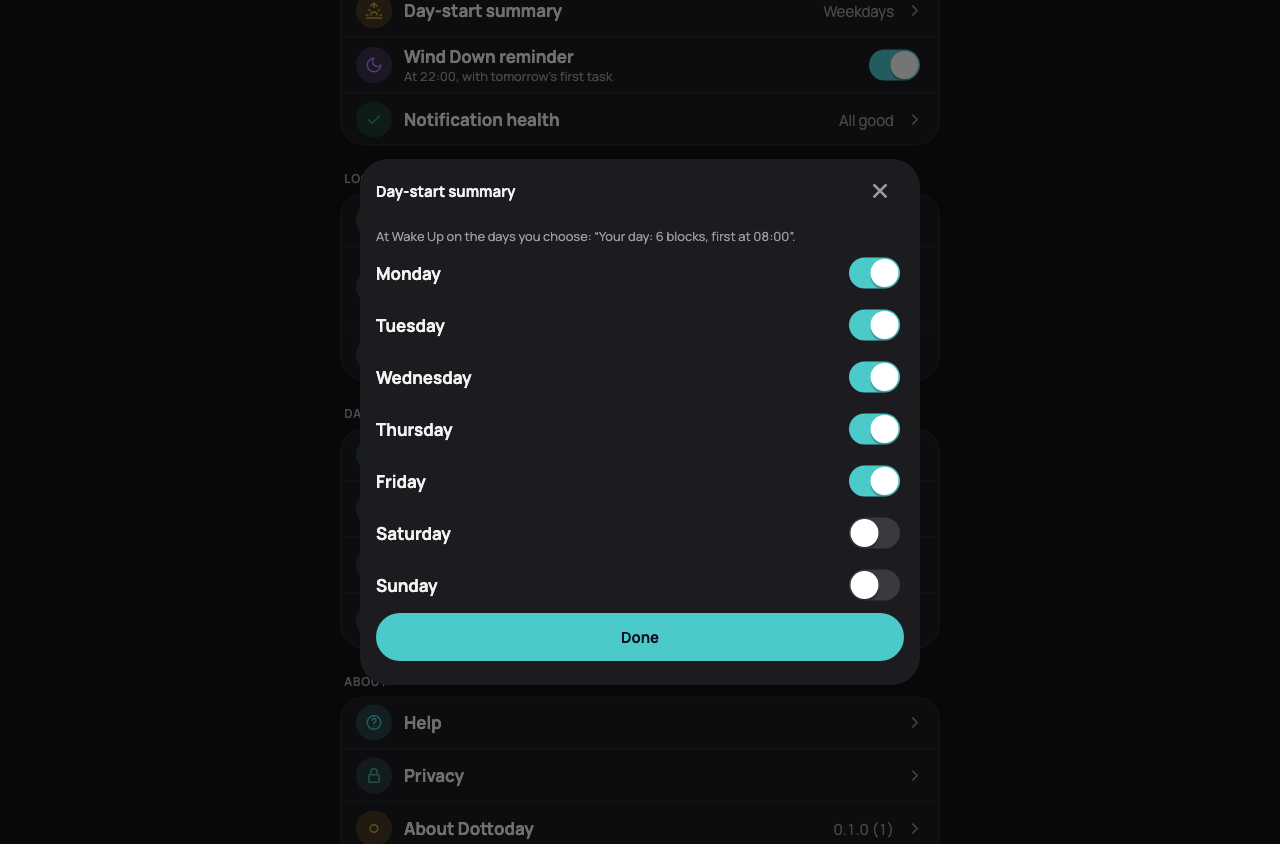 Day-start summary
Weekdays
Wind Down reminder
At 22:00, with tomorrow's first task
Notification health
All good
Day-start summary
At Wake Up on the days you choose: “Your day: 6 blocks, first at 08:00”.
Monday
Tuesday
Wednesday
Thursday
Friday
Saturday
Sunday
Done
ABOUT
Help
Privacy
About Dottoday
0.1.0 (1)